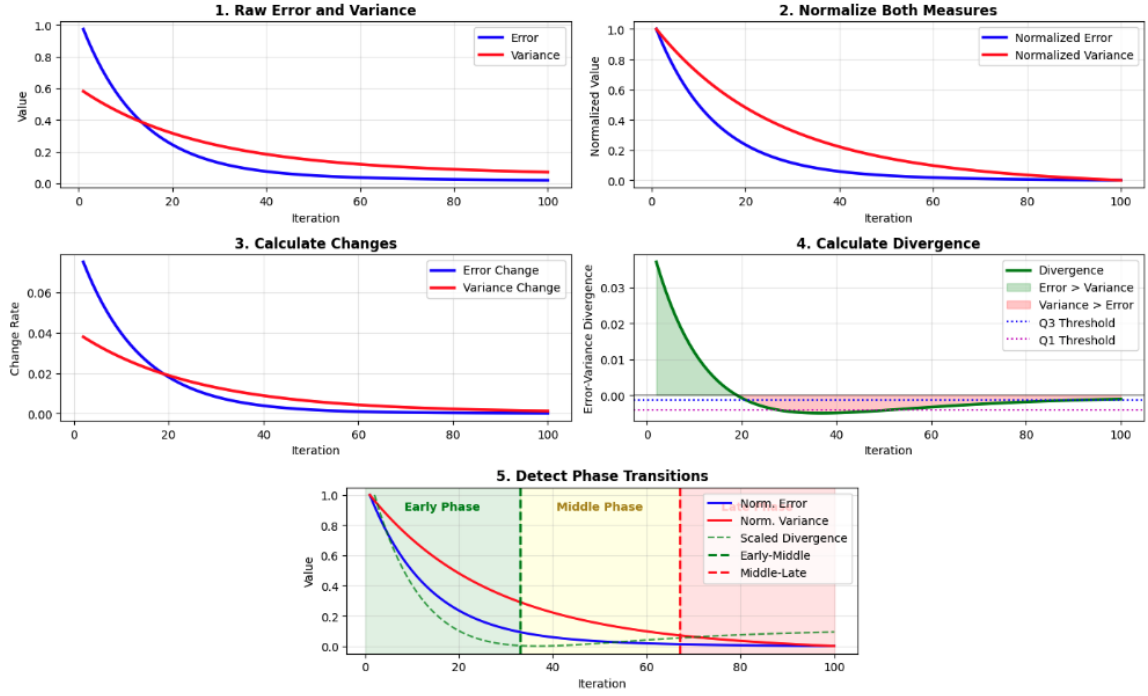 1. Raw Error and Variance
1.0
0.8
0.6
0.4
0.2
0.0
Value
Error
Variance
0 20 40 60 80 100
Iteration
2. Normalize Both Measures
1.0
0.8
0.6
0.4
0.2
0.0
Normalized Value
Normalized Error
Normalized Variance
0 20 40 60 80 100
Iteration
3. Calculate Changes
0.06
0.04
0.02
0.00
Change Rate
Error Change
Variance Change
0 20 40 60 80 100
Iteration
4. Calculate Divergence
0.03
0.02
0.01
0.00
Error-Variance Divergence
Divergence
Error > Variance
Variance > Error
Q3 Threshold
Q1 Threshold
0 20 40 60 80 100
Iteration
5. Detect Phase Transitions
1.0
0.8
0.6
0.4
0.2
0.0
Value
Early Phase
Middle Phase
Late Phase
Norm. Error
Norm. Variance
Scaled Divergence
Early-Middle
Middle-Late
0 20 40 60 80 100
Iteration